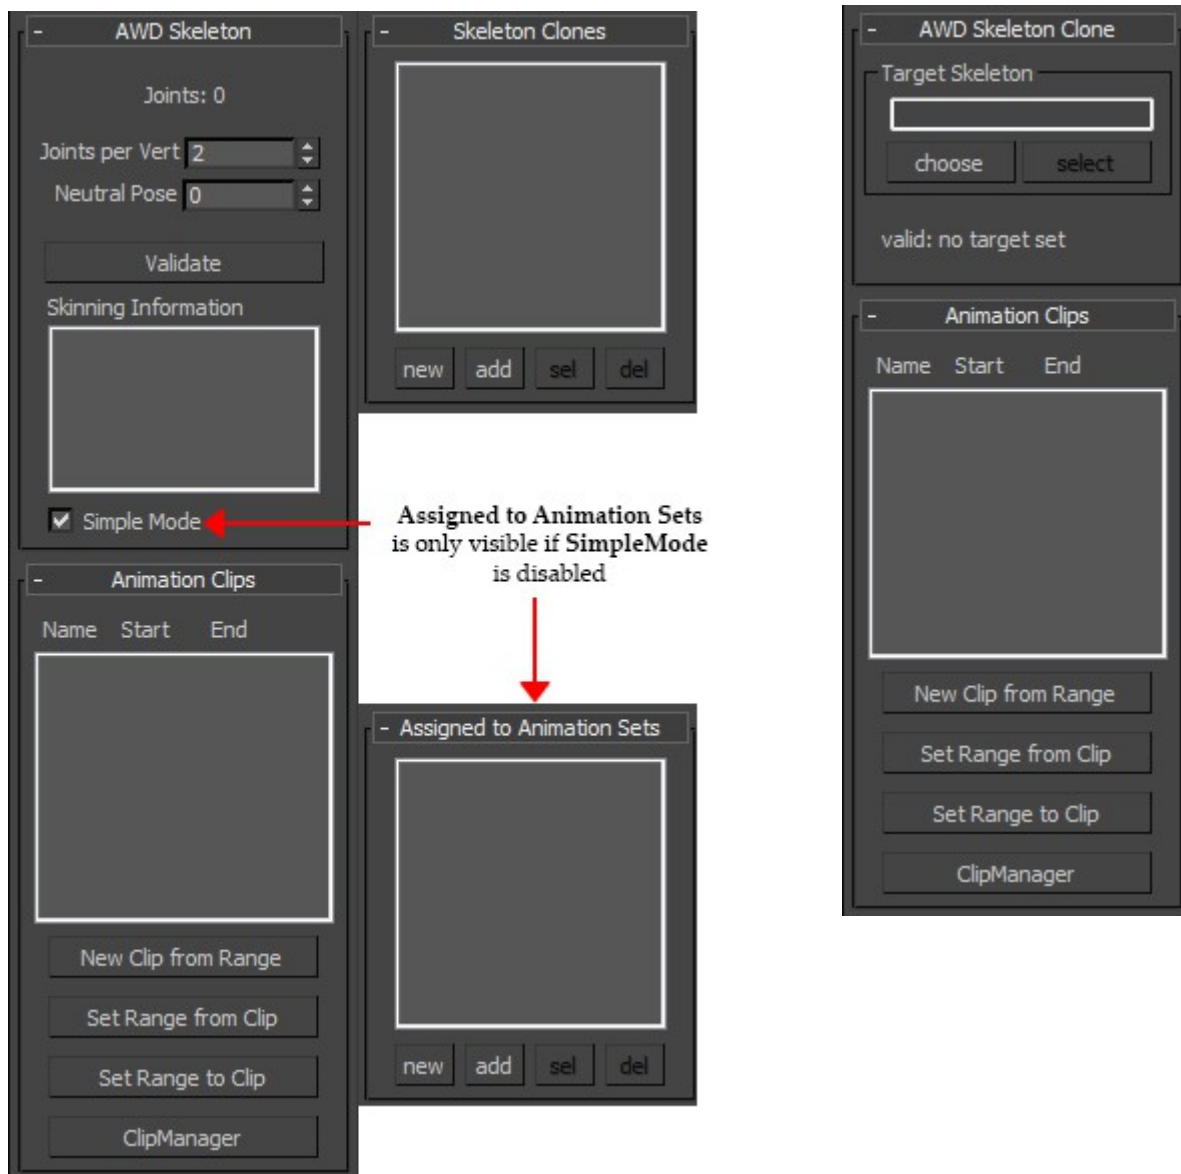 - AWD Skeleton
Joints: 0
Joints per Vert 2
Neutral Pose 0
Validate
Skinning Information
Simple Mode
- Animation Clips
Name Start End
New Clip from Range
Set Range from Clip
Set Range to Clip
ClipManager
- Skeleton Clones
new add sel del
Assigned to Animation Sets
is only visible if SimpleMode
is disabled
- Assigned to Animation Sets
new add sel del
- AWD Skeleton Clone
Target Skeleton
choose select
valid: no target set
- Animation Clips
Name Start End
New Clip from Range
Set Range from Clip
Set Range to Clip
ClipManager